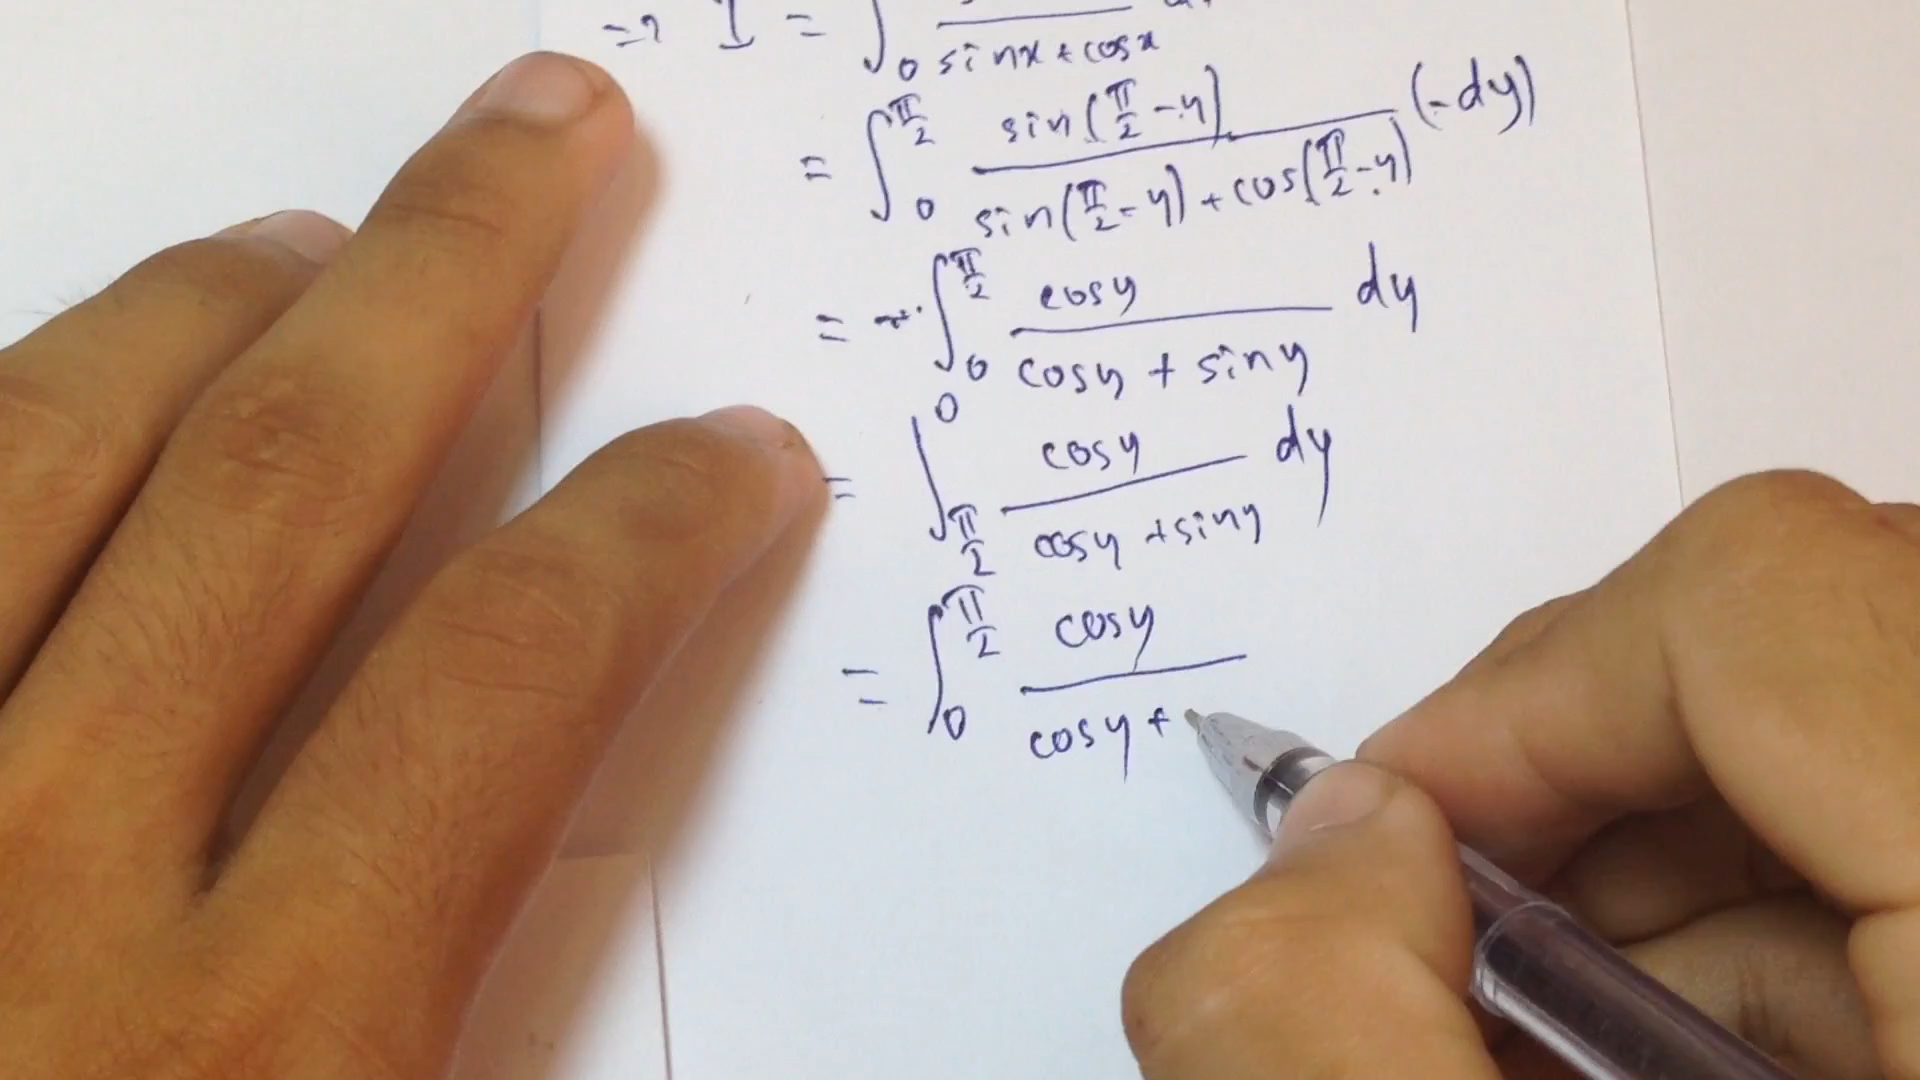 => I = ∫₀ / sinx + cosx
= ∫₀^(π/2) sin(π/2 - y) / sin(π/2 - y) + cos(π/2 - y) (-dy)
= - ∫₀^(π/2) cosy / cosy + siny dy
= ∫_(π/2)^0 cosy / cosy + siny dy
= ∫₀^(π/2) cosy / cosy +